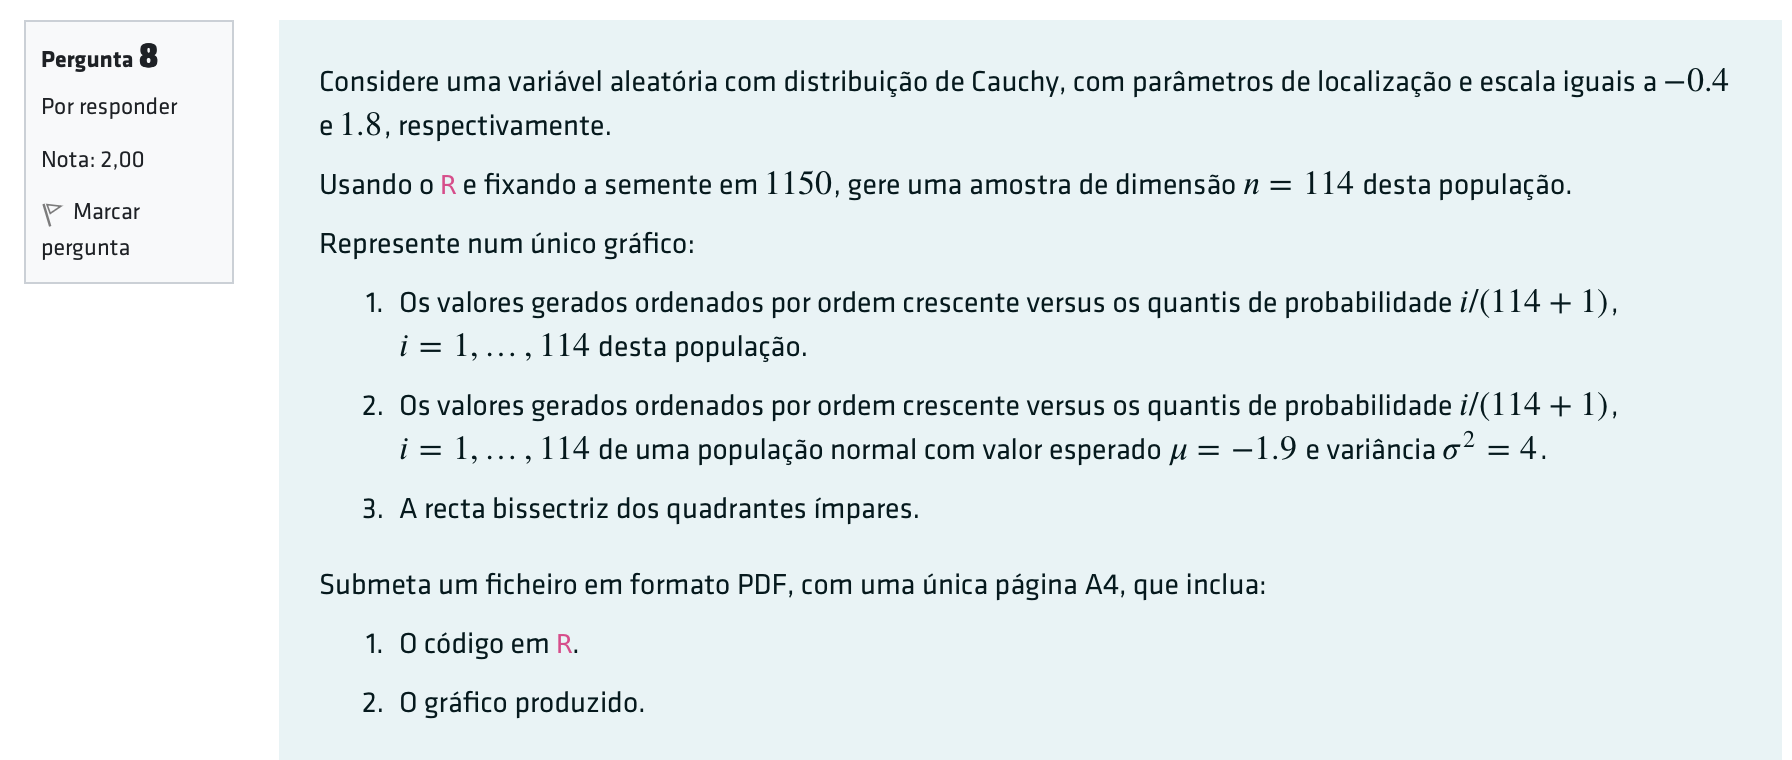 Pergunta 8
Por responder
Nota: 2,00
Marcar
pergunta
Considere uma variável aleatória com distribuição de Cauchy, com parâmetros de localização e escala iguais a −0.4
e 1.8, respectivamente.
Usando o R e fixando a semente em 1150, gere uma amostra de dimensão n = 114 desta população.
Represente num único gráfico:
1. Os valores gerados ordenados por ordem crescente versus os quantis de probabilidade i/(114 + 1),
i = 1, … , 114 desta população.
2. Os valores gerados ordenados por ordem crescente versus os quantis de probabilidade i/(114 + 1),
i = 1, … , 114 de uma população normal com valor esperado μ = −1.9 e variância σ² = 4.
3. A recta bissectriz dos quadrantes ímpares.
Submeta um ficheiro em formato PDF, com uma única página A4, que inclua:
1. O código em R.
2. O gráfico produzido.